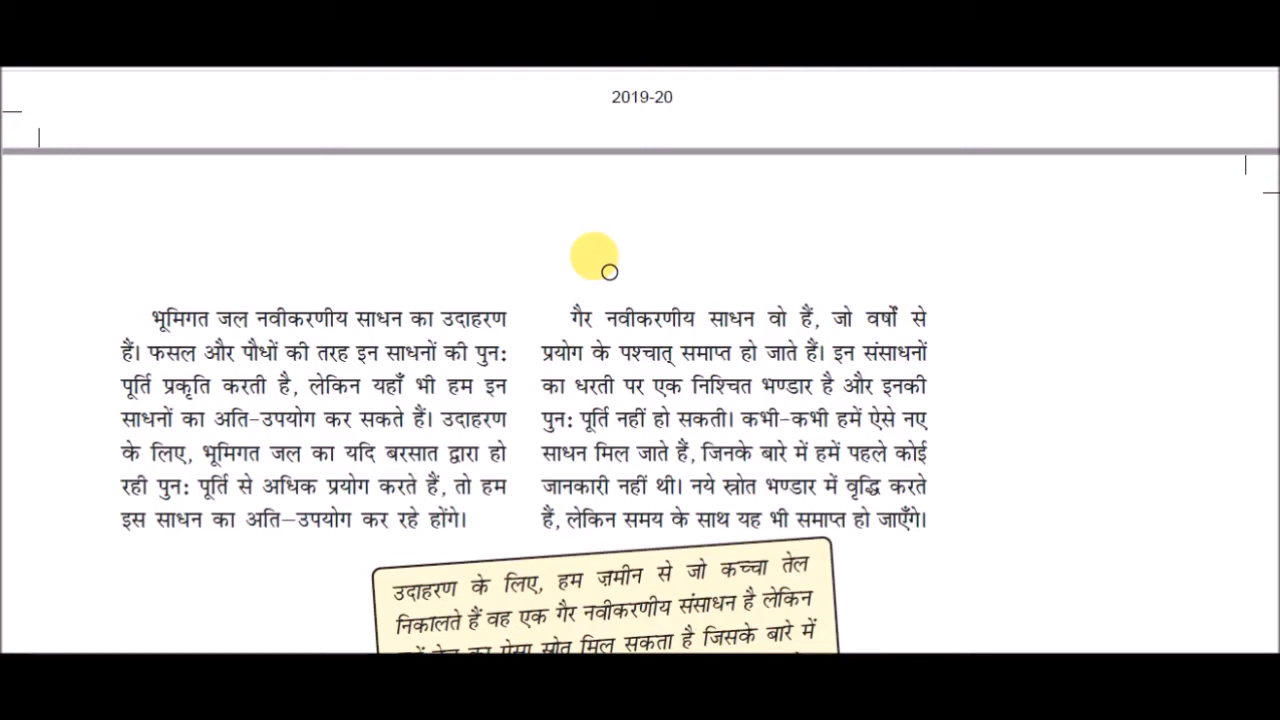 2019-20
भूमिगत जल नवीकरणीय साधन का उदाहरण
हैं। फसल और पौधों की तरह इन साधनों की पुनः
पूर्ति प्रकृति करती है, लेकिन यहाँ भी हम इन
साधनों का अति-उपयोग कर सकते हैं। उदाहरण
के लिए, भूमिगत जल का यदि बरसात द्वारा हो
रही पुनः पूर्ति से अधिक प्रयोग करते हैं, तो हम
इस साधन का अति–उपयोग कर रहे होंगे।
गैर नवीकरणीय साधन वो हैं, जो वर्षों से
प्रयोग के पश्चात् समाप्त हो जाते हैं। इन संसाधनों
का धरती पर एक निश्चित भण्डार है और इनकी
पुनः पूर्ति नहीं हो सकती। कभी-कभी हमें ऐसे नए
साधन मिल जाते हैं, जिनके बारे में हमें पहले कोई
जानकारी नहीं थी। नये स्रोत भण्डार में वृद्धि करते
हैं, लेकिन समय के साथ यह भी समाप्त हो जाएँगे।
उदाहरण के लिए, हम ज़मीन से जो कच्चा तेल
निकालते हैं वह एक गैर नवीकरणीय संसाधन है लेकिन
स्रोत मिल सकता है जिसके बारे में